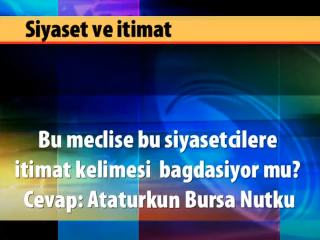 Siyaset ve itimat
Bu meclise bu siyasetcilere
itimat kelimesi bagdasiyor mu?
Cevap: Ataturkun Bursa Nutku